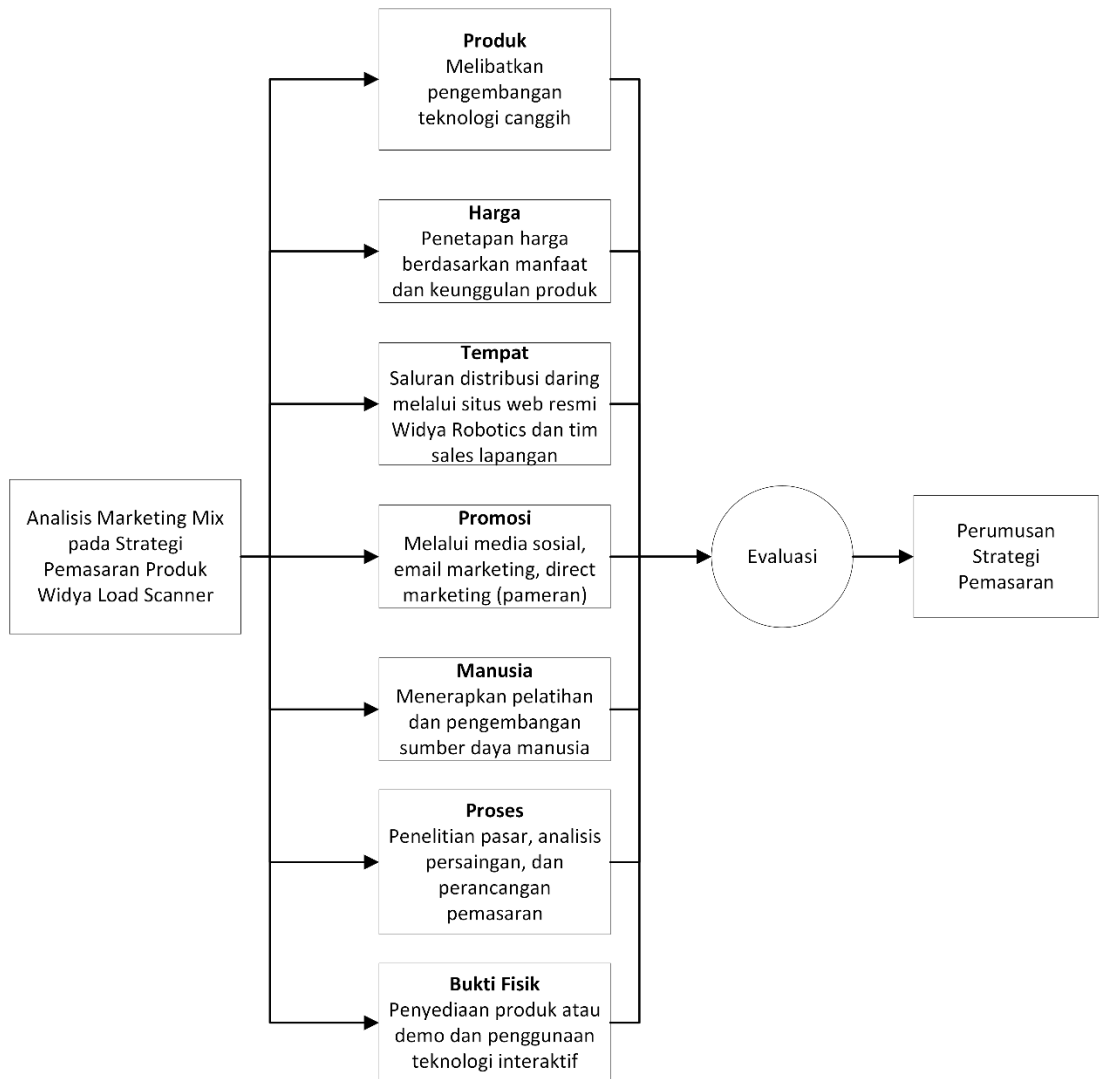 Produk
Melibatkan
pengembangan
teknologi canggih
Harga
Penetapan harga
berdasarkan manfaat
dan keunggulan produk
Tempat
Saluran distribusi daring
melalui situs web resmi
Widya Robotics dan tim
sales lapangan
Analisis Marketing Mix
pada Strategi
Pemasaran Produk
Widya Load Scanner
Promosi
Melalui media sosial,
email marketing, direct
marketing (pameran)
Evaluasi
Perumusan
Strategi
Pemasaran
Manusia
Menerapkan pelatihan
dan pengembangan
sumber daya manusia
Proses
Penelitian pasar, analisis
persaingan, dan
perancangan
pemasaran
Bukti Fisik
Penyediaan produk atau
demo dan penggunaan
teknologi interaktif